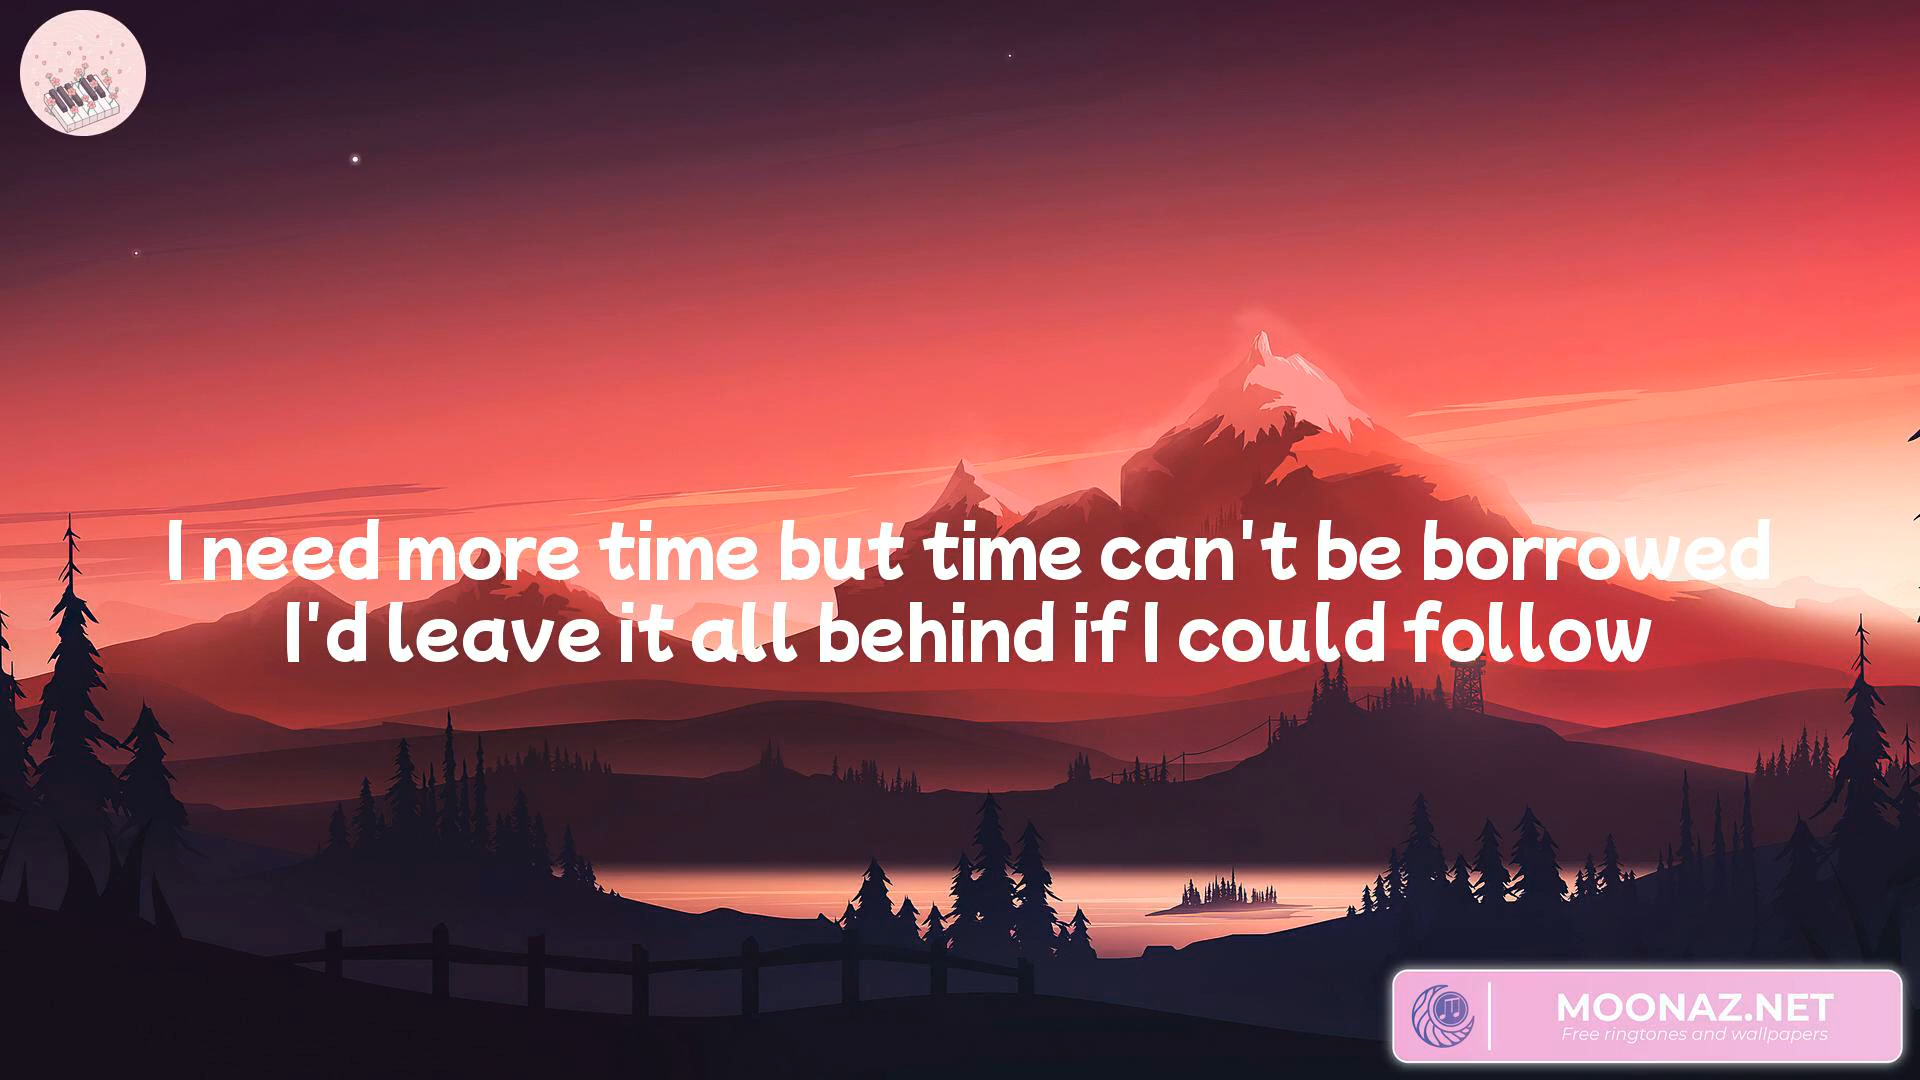 I need more time but time can't be borrowed
I'd leave it all behind if I could follow
MOONAZ.NET
Free ringtones and wallpapers